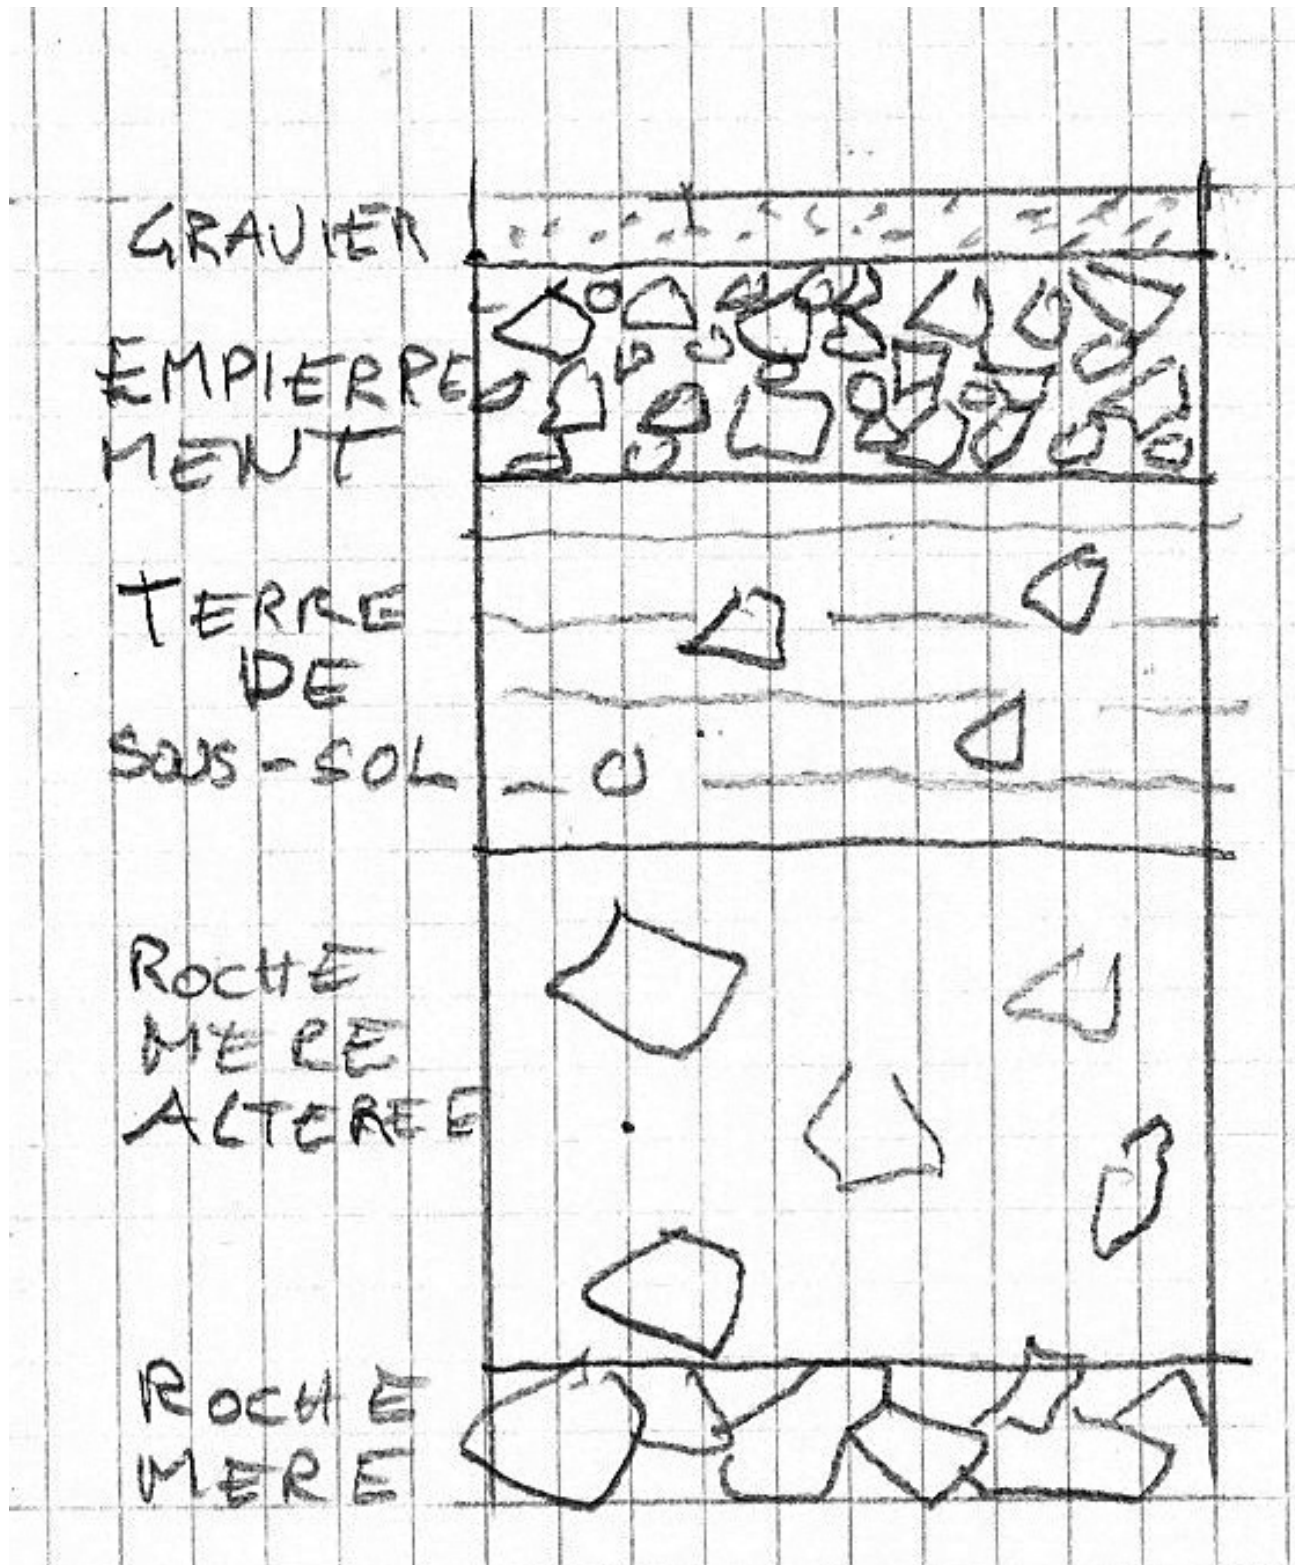 GRAVIER
EMPIERRE
MENT
TERRE
DE
SOUS-SOL
ROCHE
MERE
ALTEREE
ROCHE
MERE